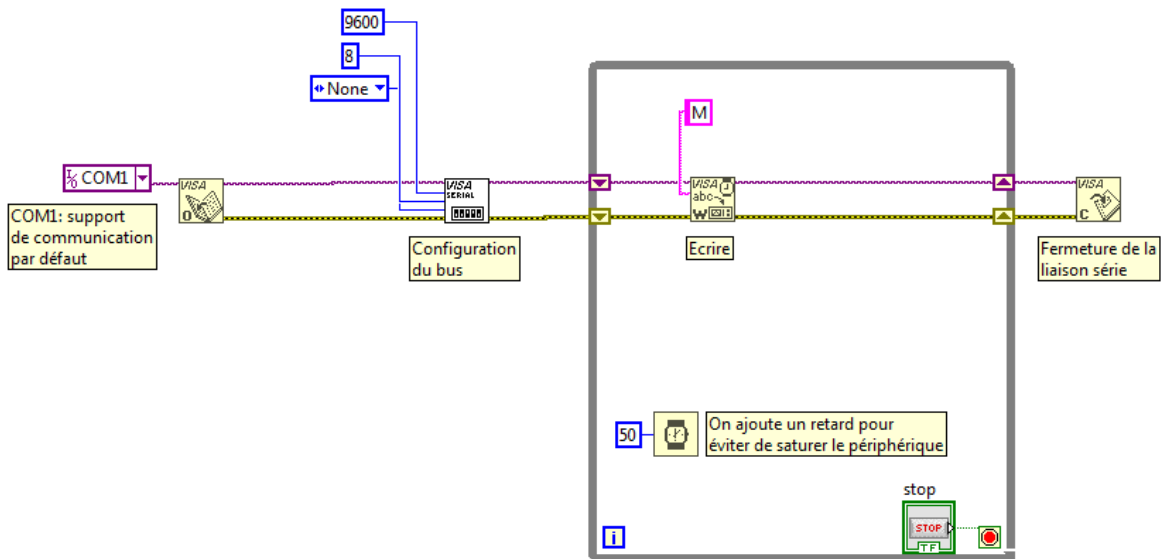 9600
8
None
M
I/O COM1
VISA
O
VISA
SERIAL
VISA
abc
W
VISA
C
COM1: support
de communication
par défaut
Configuration
du bus
Ecrire
Fermeture de la
liaison série
50
On ajoute un retard pour
éviter de saturer le périphérique
stop
STOP
TF
i